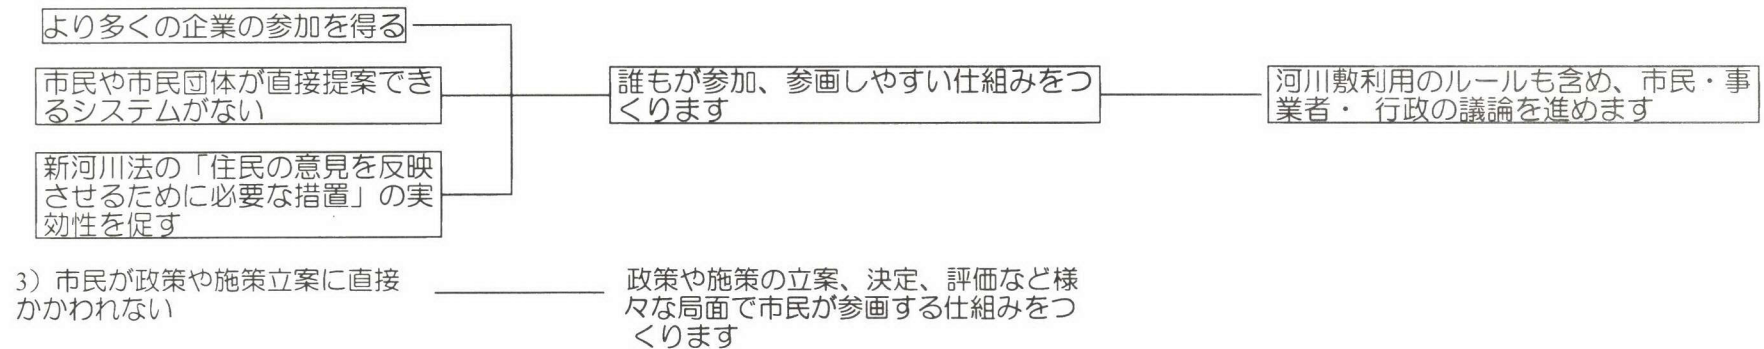 より多くの企業の参加を得る
市民や市民団体が直接提案でき
るシステムがない
新河川法の「住民の意見を反映
させるために必要な措置」の実
効性を促す
誰もが参加、参画しやすい仕組みをつ
くります
河川敷利用のルールも含め、市民・事
業者・ 行政の議論を進めます
3）市民が政策や施策立案に直接
かかわれない
政策や施策の立案、決定、評価など様
々な局面で市民が参画する仕組みをつ
くります